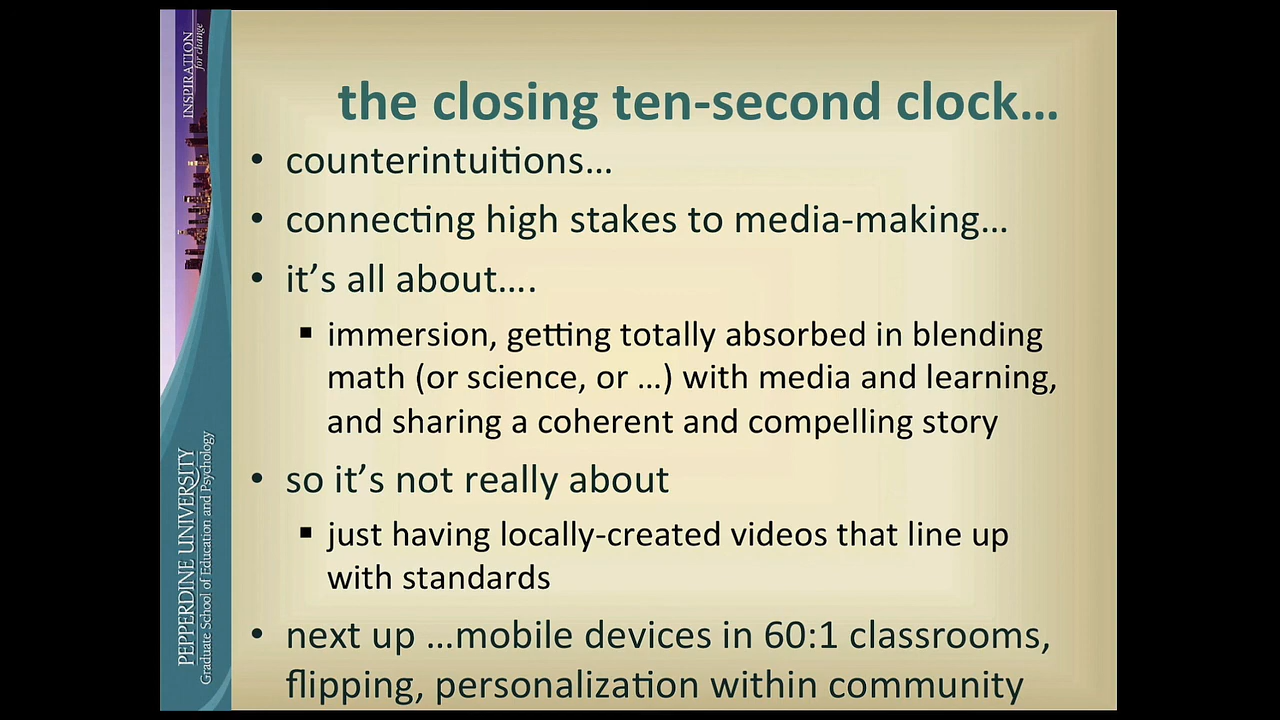 the closing ten-second clock…
• counterintuitions…
• connecting high stakes to media-making…
• it's all about….
▪ immersion, getting totally absorbed in blending
math (or science, or …) with media and learning,
and sharing a coherent and compelling story
• so it's not really about
▪ just having locally-created videos that line up
with standards
• next up …mobile devices in 60:1 classrooms,
flipping, personalization within community
INSPIRATION
for change
PEPPERDINE UNIVERSITY
Graduate School of Education and Psychology